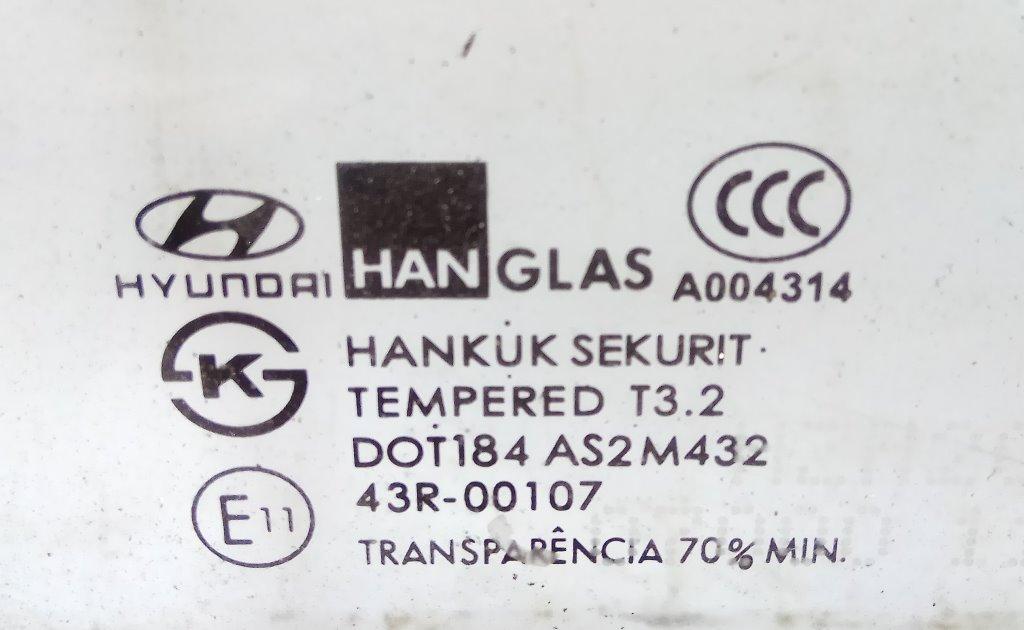 HYUNDAI HANGLAS CCC
A004314
K
HANKUK SEKURIT
TEMPERED T3.2
DOT184 AS2M432
E11 43R-00107
TRANSPARÊNCIA 70% MIN.